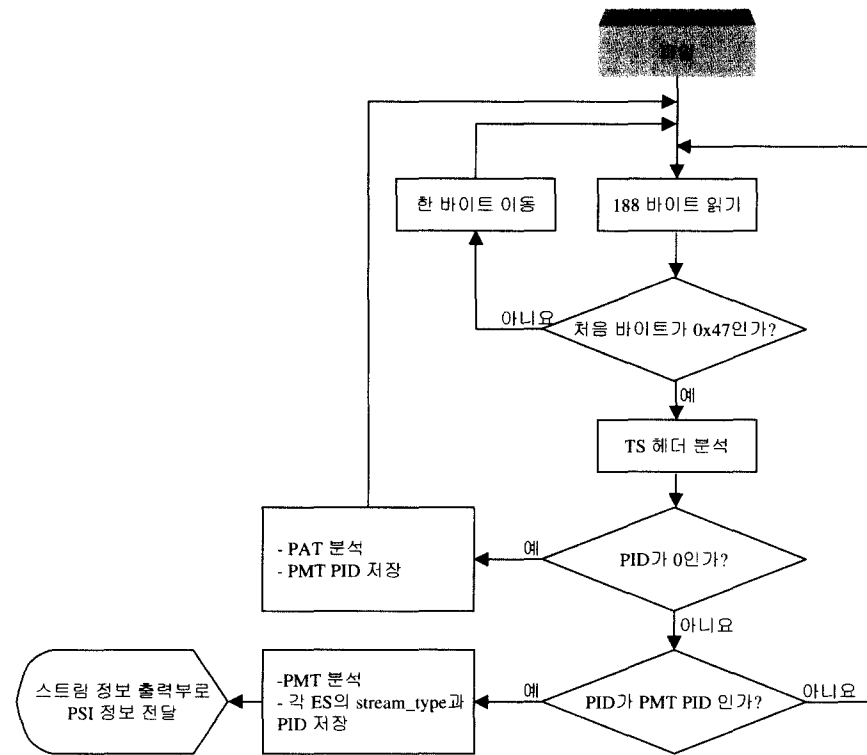 한 바이트 이동
188 바이트 읽기
아니요
처음 바이트가 0x47인가?
예
TS 헤더 분석
- PAT 분석
- PMT PID 저장
예
PID가 0인가?
아니요
스트림 정보 출력부로
PSI 정보 전달
-PMT 분석
- 각 ES의 stream_type과
PID 저장
예
PID가 PMT PID 인가?
아니요